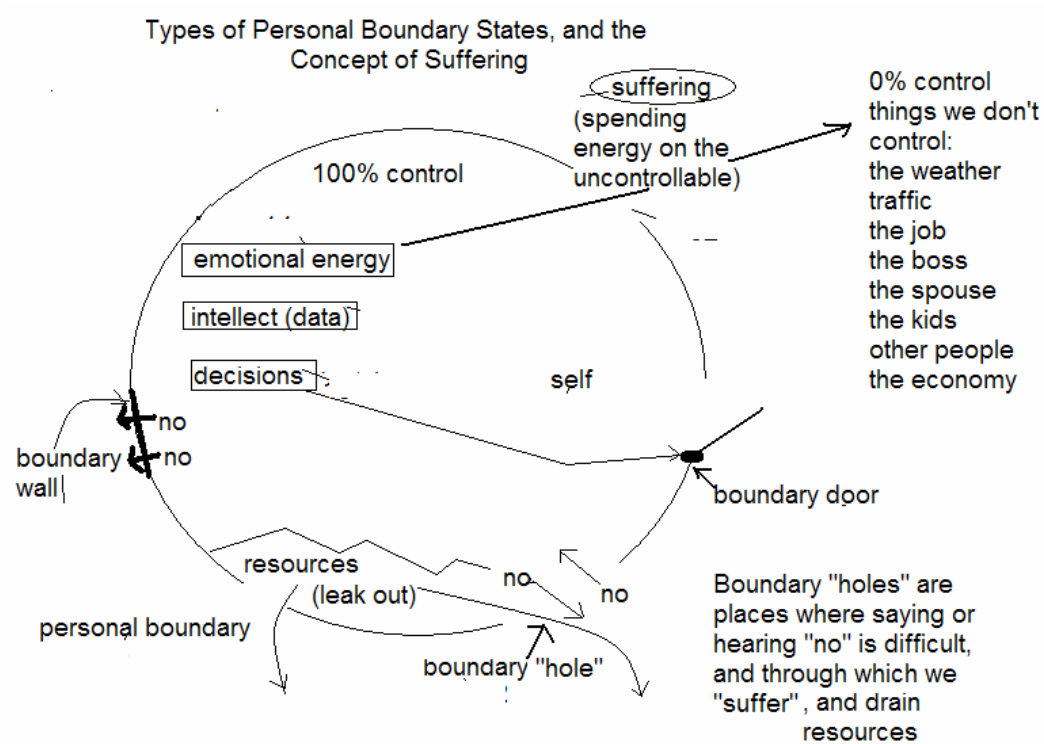 Types of Personal Boundary States, and the
Concept of Suffering
suffering
(spending
energy on the
uncontrollable)
0% control
things we don't
control:
the weather
traffic
the job
the boss
the spouse
the kids
other people
the economy
100% control
emotional energy
intellect (data)
decisions
self
no
no
boundary
wall
boundary door
resources
(leak out)
no
no
personal boundary
boundary "hole"
Boundary "holes" are
places where saying or
hearing "no" is difficult,
and through which we
"suffer", and drain
resources